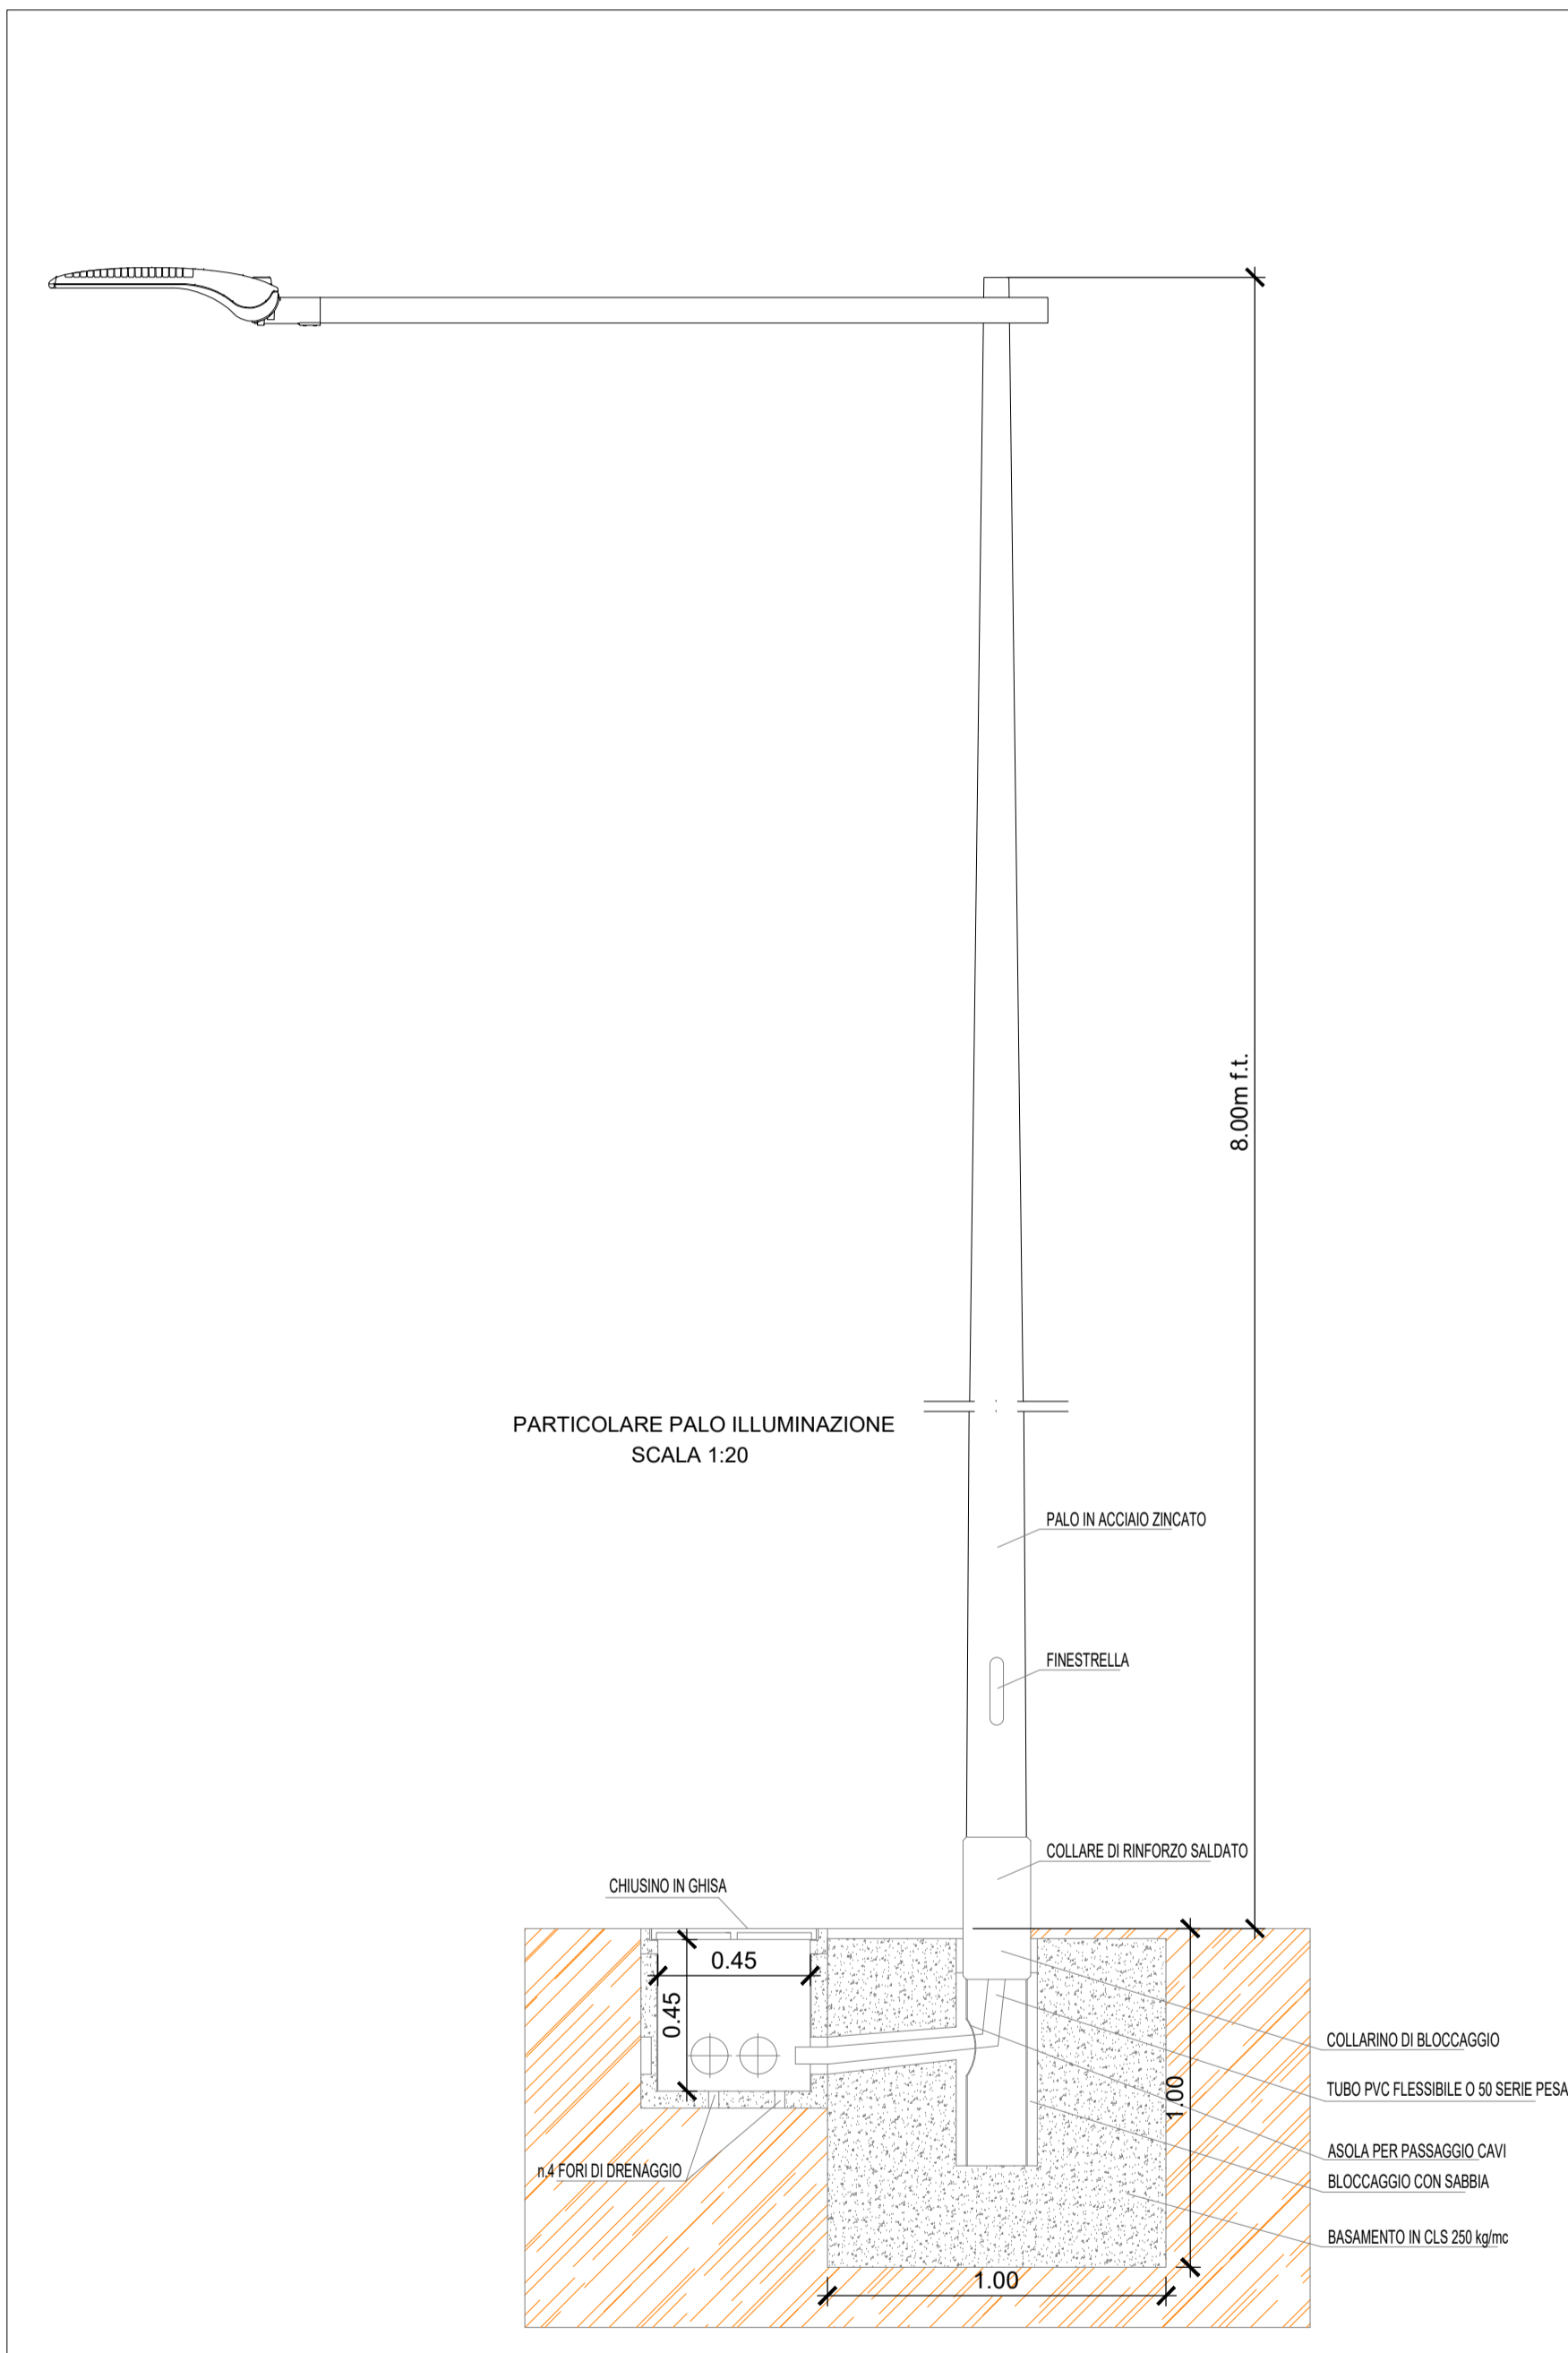 8.00m f.t.
PARTICOLARE PALO ILLUMINAZIONE
SCALA 1:20
PALO IN ACCIAIO ZINCATO
FINESTRELLA
COLLARE DI RINFORZO SALDATO
CHIUSINO IN GHISA
0.45
0.45
COLLARINO DI BLOCCAGGIO
TUBO PVC FLESSIBILE O 50 SERIE PESA
1.00
ASOLA PER PASSAGGIO CAVI
n.4 FORI DI DRENAGGIO
BLOCCAGGIO CON SABBIA
BASAMENTO IN CLS 250 kg/mc
1.00